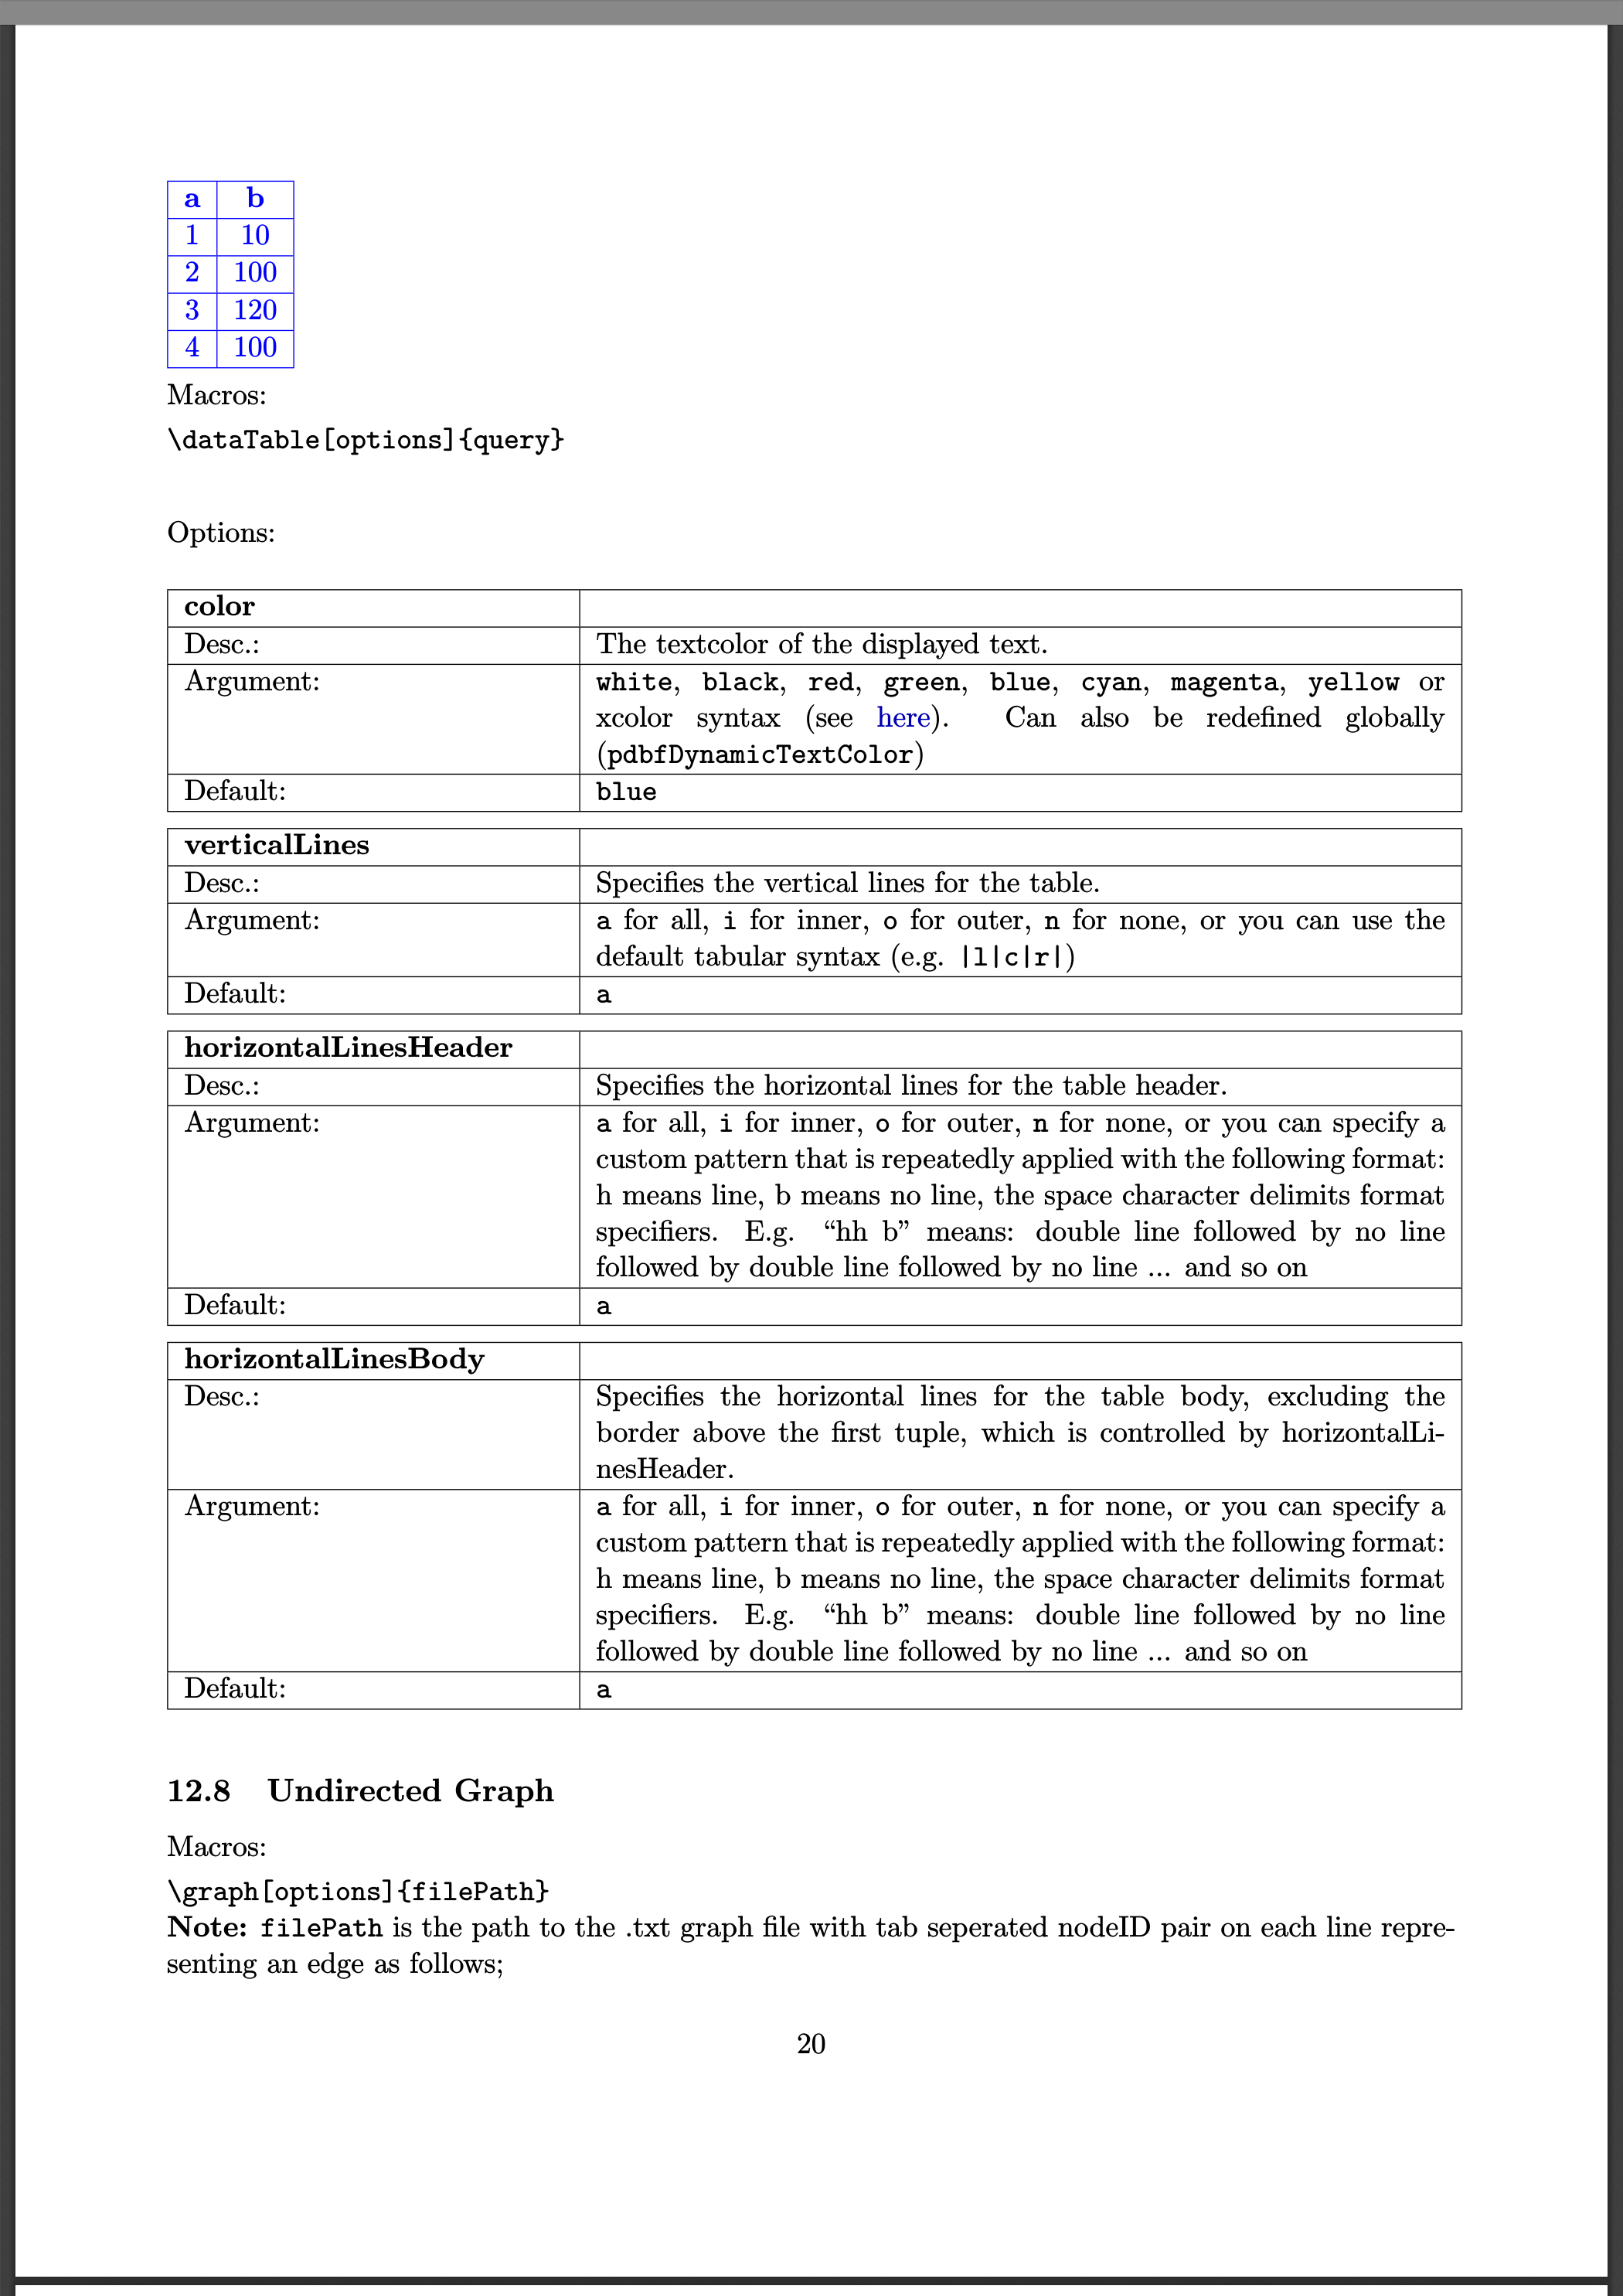 a b
1 10
2 100
3 120
4 100
Macros:
\dataTable[options]{query}
Options:
color
Desc.: The textcolor of the displayed text.
Argument: white, black, red, green, blue, cyan, magenta, yellow or
xcolor syntax (see here). Can also be redefined globally
(pdbfDynamicTextColor)
Default: blue
verticalLines
Desc.: Specifies the vertical lines for the table.
Argument: a for all, i for inner, o for outer, n for none, or you can use the
default tabular syntax (e.g. |l|c|r|)
Default: a
horizontalLinesHeader
Desc.: Specifies the horizontal lines for the table header.
Argument: a for all, i for inner, o for outer, n for none, or you can specify a
custom pattern that is repeatedly applied with the following format:
h means line, b means no line, the space character delimits format
specifiers. E.g. “hh b” means: double line followed by no line
followed by double line followed by no line ... and so on
Default: a
horizontalLinesBody
Desc.: Specifies the horizontal lines for the table body, excluding the
border above the first tuple, which is controlled by horizontalLi-
nesHeader.
Argument: a for all, i for inner, o for outer, n for none, or you can specify a
custom pattern that is repeatedly applied with the following format:
h means line, b means no line, the space character delimits format
specifiers. E.g. “hh b” means: double line followed by no line
followed by double line followed by no line ... and so on
Default: a
12.8 Undirected Graph
Macros:
\graph[options]{filePath}
Note: filePath is the path to the .txt graph file with tab seperated nodeID pair on each line repre-
senting an edge as follows;
20